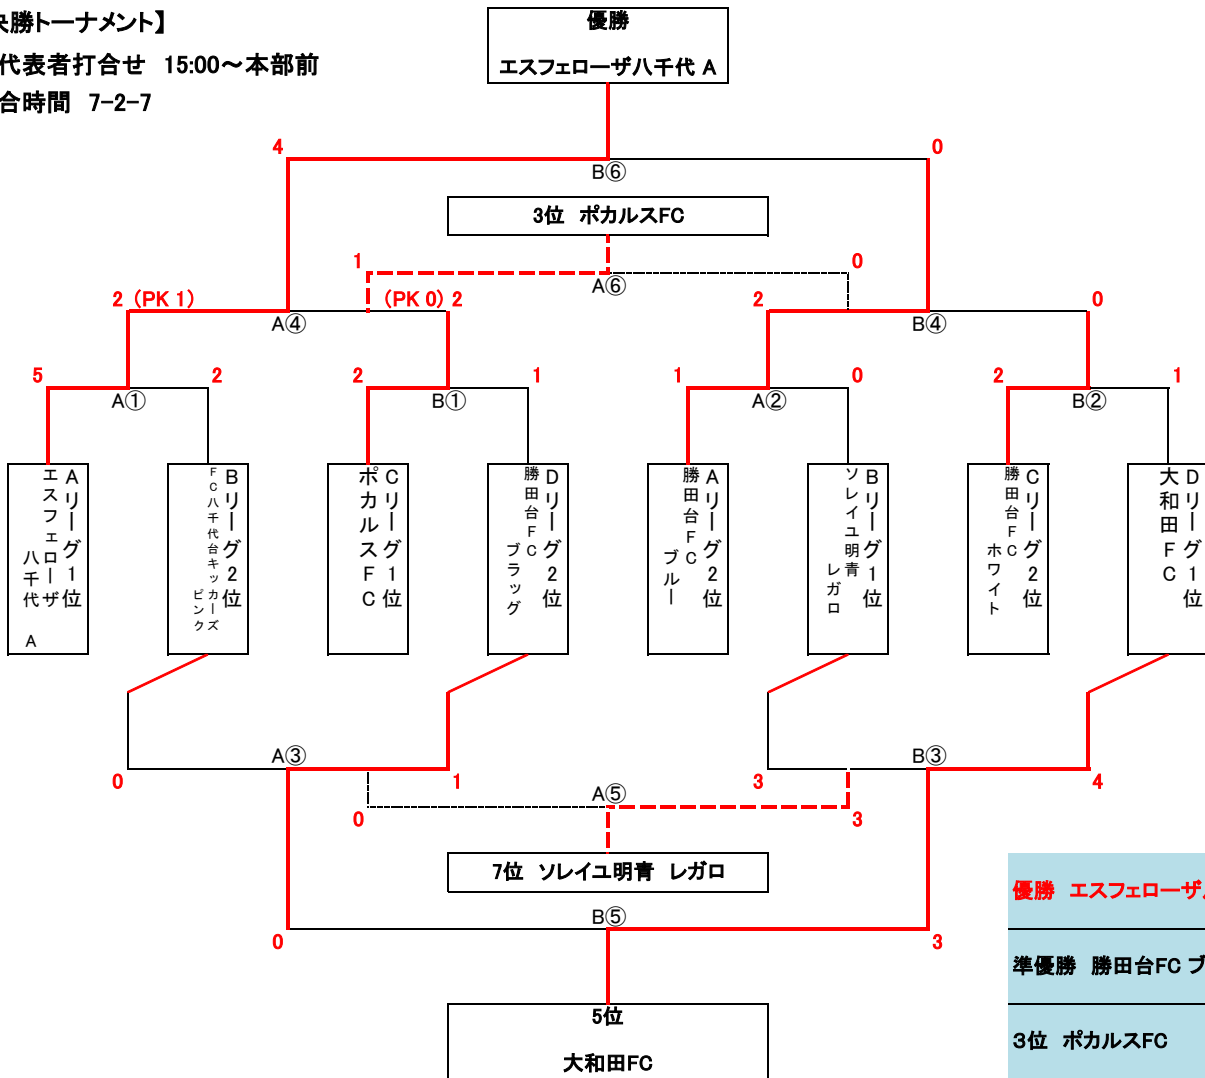 決勝トーナメント】
代表者打合せ 15:00～本部前
合時間 7-2-7
優勝
エスフェローザ八千代 A
4
0
B⑥
3位 ポカルスFC
1
0
A⑥
2 (PK 1)
(PK 0) 2
2
0
A④
B④
5
2
2
1
1
0
2
1
A①
B①
A②
B②
Aリーグ1位
エスフェローザ
八千代 A
Bリーグ2位
FC八千代台キッカーズ
ピンク
Cリーグ1位
ポカルスFC
Dリーグ2位
勝田台FC
ブラッグ
Aリーグ2位
勝田台FC
ブルー
Bリーグ1位
ソレイユ明青
レガロ
Cリーグ2位
勝田台FC
ホワイト
Dリーグ1位
大和田FC
A③
B③
0
1
3
4
A⑤
0
3
7位 ソレイユ明青 レガロ
B⑤
0
3
5位
大和田FC
優勝 エスフェローザ
準優勝 勝田台FC ブ
3位 ポカルスFC